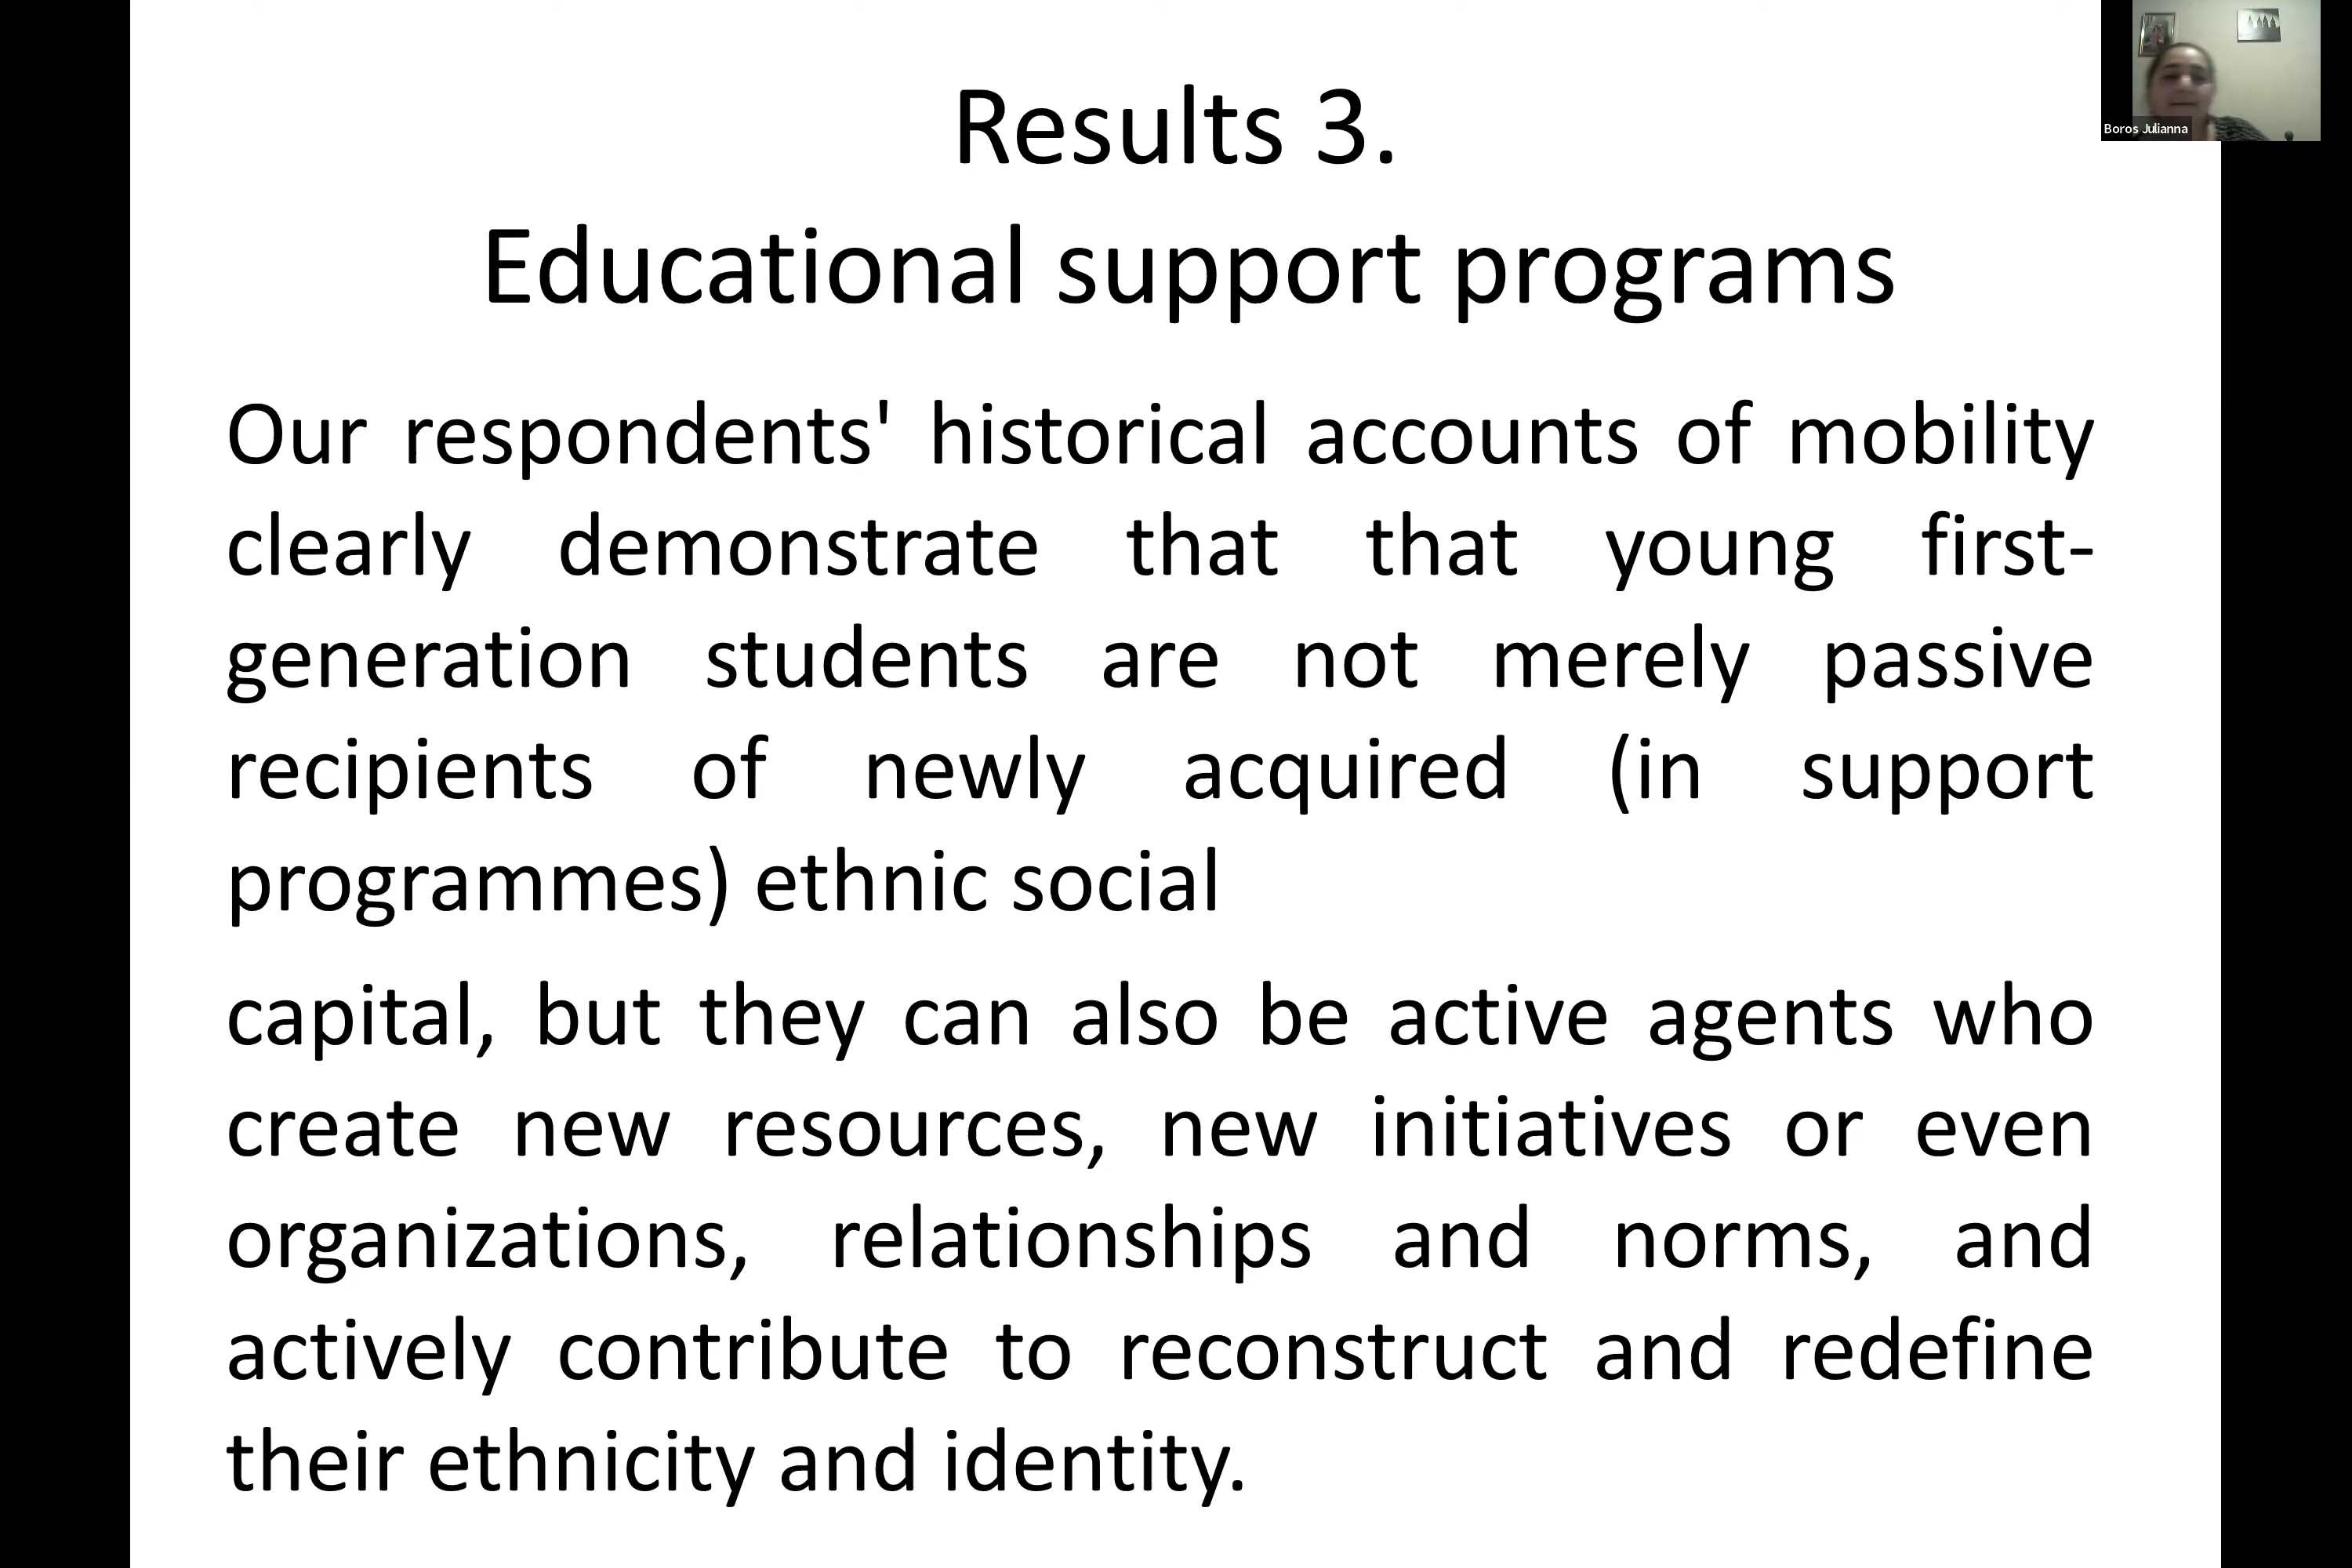 Results 3.
Educational support programs
Boros Julianna
Our respondents' historical accounts of mobility
clearly demonstrate that that young first-
generation students are not merely passive
recipients of newly acquired (in support
programmes) ethnic social
capital, but they can also be active agents who
create new resources, new initiatives or even
organizations, relationships and norms, and
actively contribute to reconstruct and redefine
their ethnicity and identity.